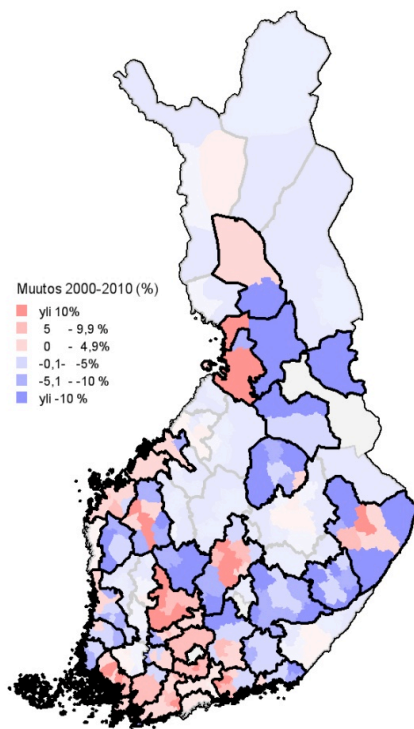 Muutos 2000-2010 (%)
yli 10%
5 - 9,9 %
0 - 4,9%
-0,1- -5%
-5,1 - -10 %
yli -10 %